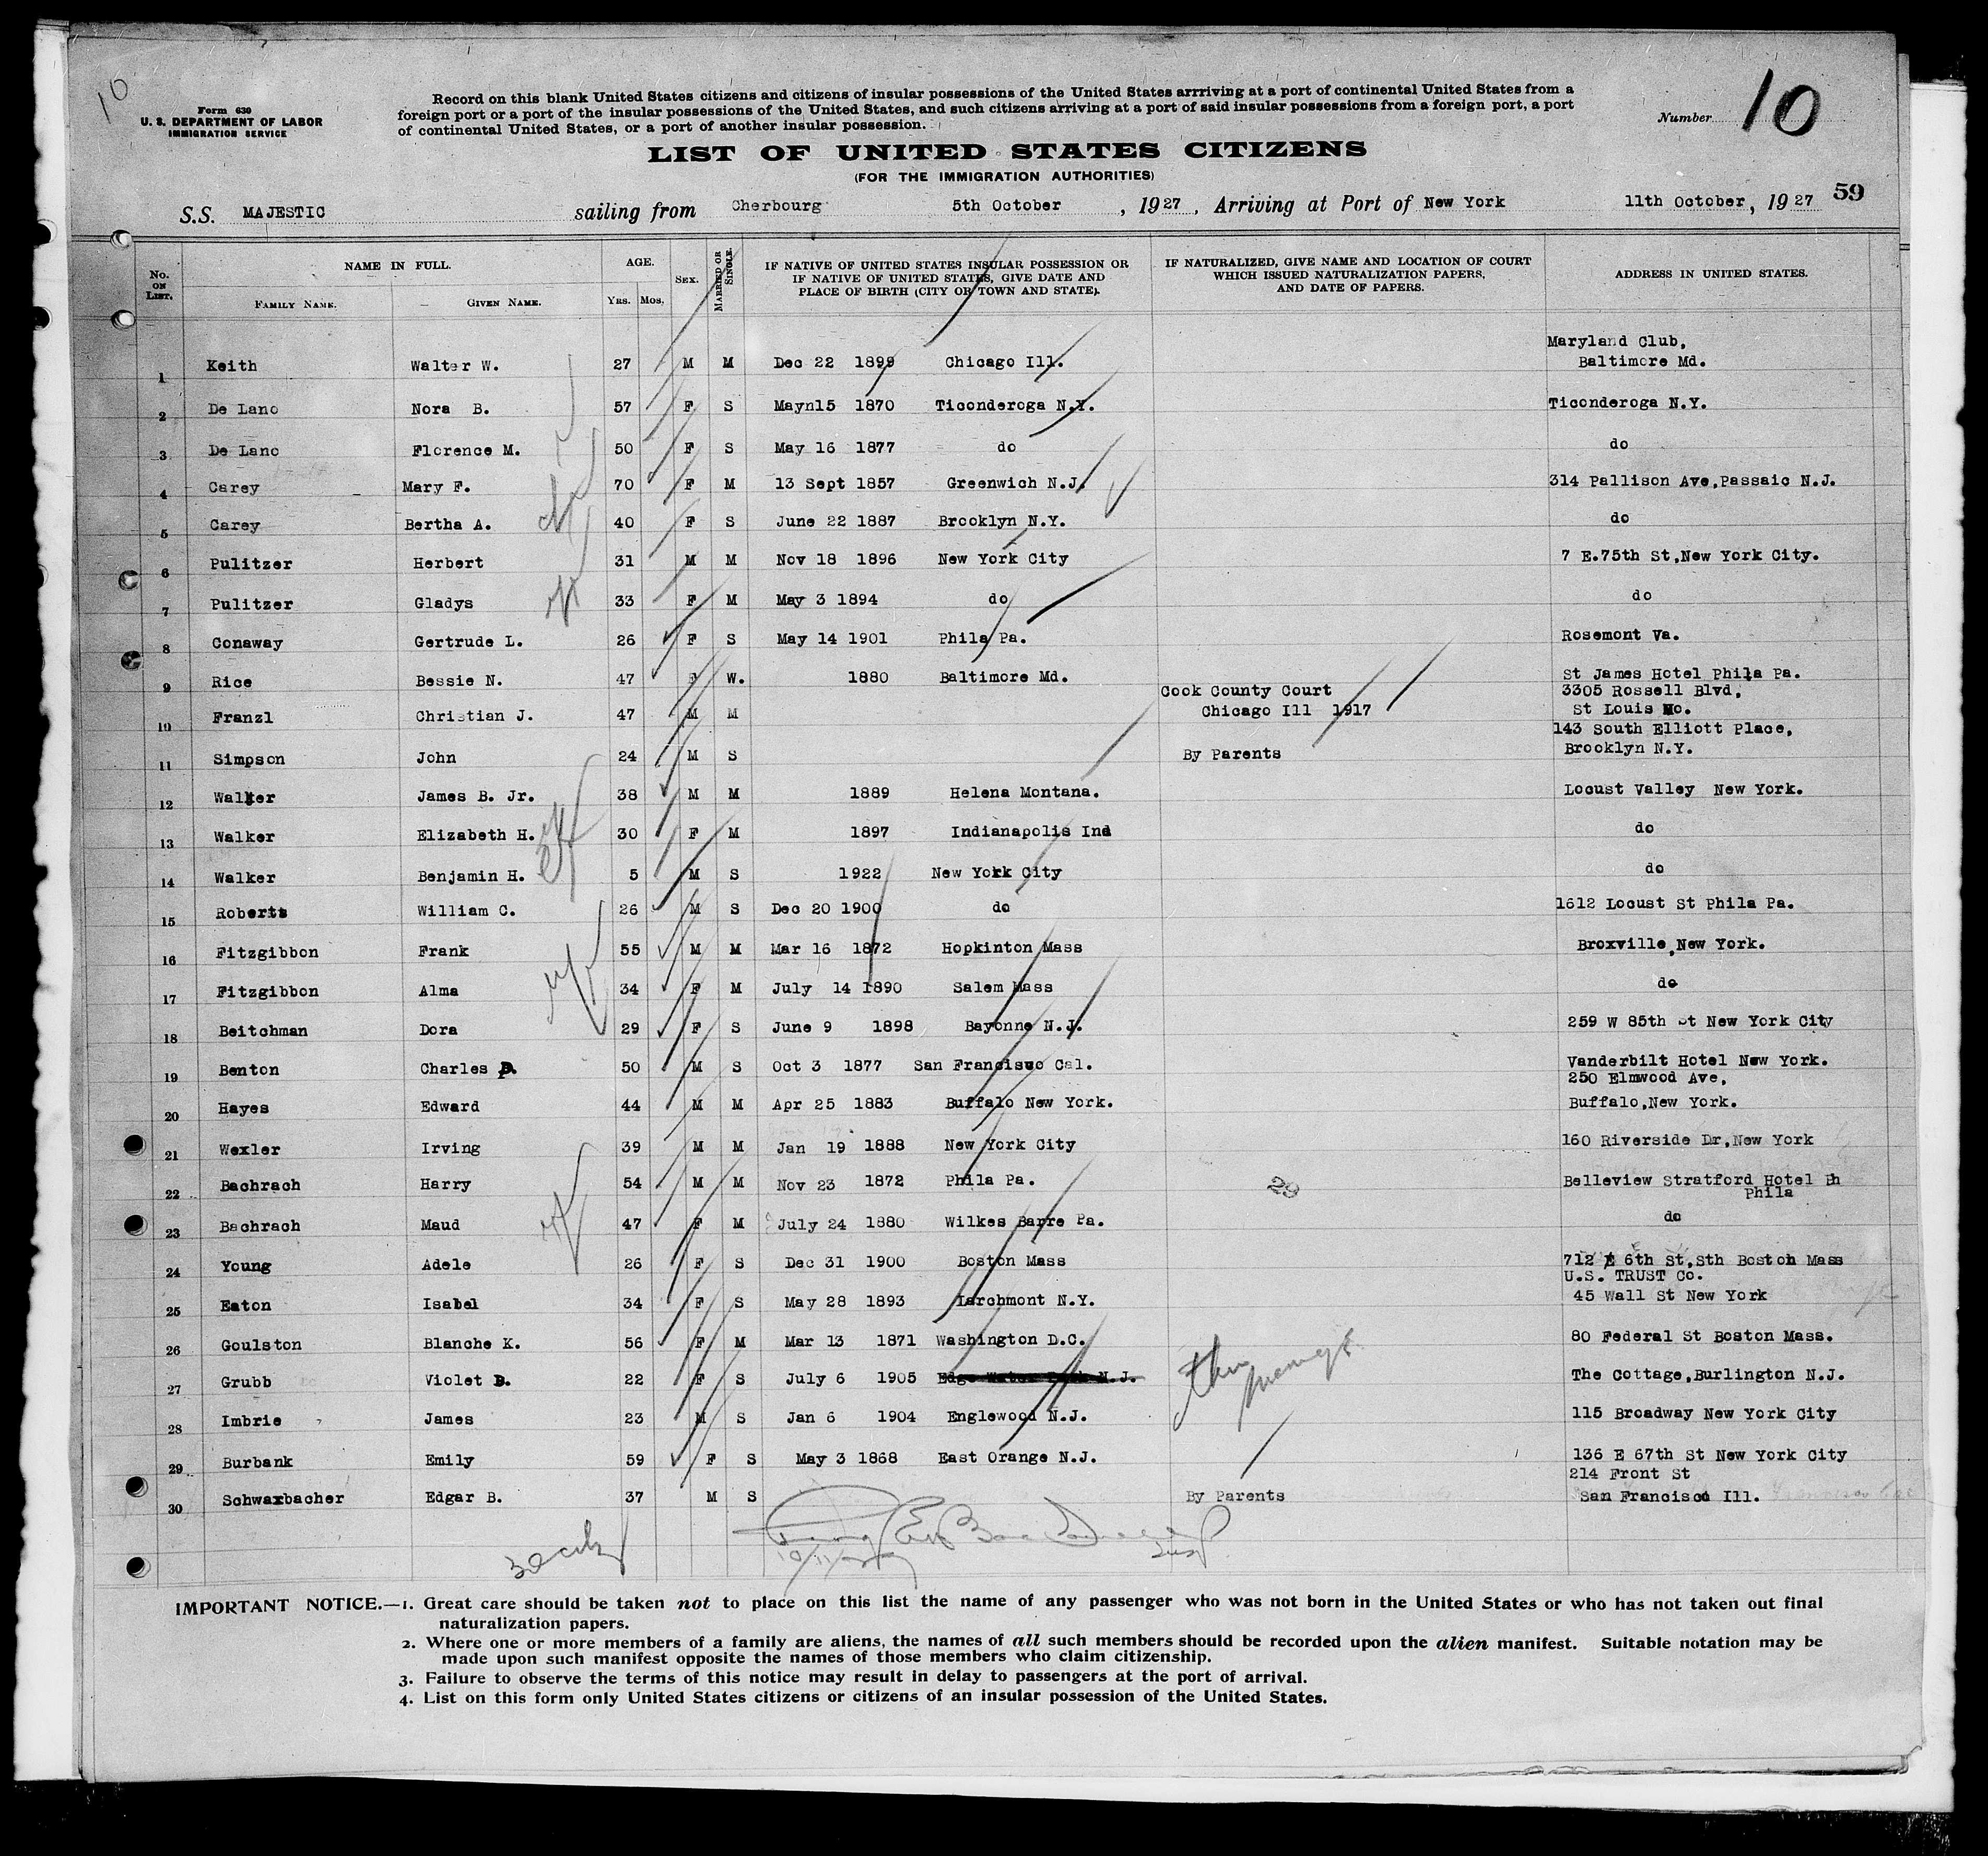 10
Form 630
U. S. DEPARTMENT OF LABOR
IMMIGRATION SERVICE
Record on this blank United States citizens and citizens of insular possessions of the United States arrriving at a port of continental United States from a
foreign port or a port of the insular possessions of the United States, and such citizens arriving at a port of said insular possessions from a foreign port, a port
of continental United States, or a port of another insular possession.
Number 10
LIST OF UNITED STATES CITIZENS
(FOR THE IMMIGRATION AUTHORITIES)
S.S. MAJESTIC sailing from Cherbourg 5th October, 1927, Arriving at Port of New York 11th October, 1927 59
No. ON LIST. NAME IN FULL. FAMILY NAME. GIVEN NAME. AGE. YRS. MOS. SEX. MARRIED OR SINGLE. IF NATIVE OF UNITED STATES INSULAR POSSESSION OR IF NATIVE OF UNITED STATES, GIVE DATE AND PLACE OF BIRTH (CITY OR TOWN AND STATE). IF NATURALIZED, GIVE NAME AND LOCATION OF COURT WHICH ISSUED NATURALIZATION PAPERS, AND DATE OF PAPERS. ADDRESS IN UNITED STATES.
Maryland Club,
1 Keith Walter W. 27 M M Dec 22 1899 Chicago Ill. Baltimore Md.
2 De Lano Nora B. 57 F S Mayn15 1870 Ticonderoga N.Y. Ticonderoga N.Y.
3 De Lano Florence M. 50 F S May 16 1877 do do
4 Carey Mary F. 70 F M 13 Sept 1857 Greenwich N.J. 314 Pallison Ave,Passaic N.J.
5 Carey Bertha A. 40 F S June 22 1887 Brooklyn N.Y. do
6 Pulitzer Herbert 31 M M Nov 18 1896 New York City 7 E.75th St,New York City.
7 Pulitzer Gladys 33 F M May 3 1894 do do
8 Conaway Gertrude L. 26 F S May 14 1901 Phila Pa. Rosemont Va.
9 Rice Bessie N. 47 F W. 1880 Baltimore Md. St James Hotel Phila Pa.
Cook County Court 3305 Rossell Blvd,
10 Franzl Christian J. 47 M M Chicago Ill 1917 St Louis Mo.
143 South Elliott Place,
11 Simpson John 24 M S By Parents Brooklyn N.Y.
12 Walker James B. Jr. 38 M M 1889 Helena Montana. Locust Valley New York.
13 Walker Elizabeth H. 30 F M 1897 Indianapolis Ind do
14 Walker Benjamin H. 5 M S 1922 New York City do
15 Roberts William C. 26 M S Dec 20 1900 do 1612 Locust St Phila Pa.
16 Fitzgibbon Frank 55 M M Mar 16 1872 Hopkinton Mass Broxville,New York.
17 Fitzgibbon Alma 34 F M July 14 1890 Salem Mass do
18 Beitchman Dora 29 F S June 9 1898 Bayonne N.J. 259 W 85th St New York City
19 Benton Charles D. 50 M S Oct 3 1877 San Francisco Cal. Vanderbilt Hotel New York.
250 Elmwood Ave,
20 Hayes Edward 44 M M Apr 25 1883 Buffalo New York. Buffalo,New York.
21 Wexler Irving 39 M M Jan 19 1888 New York City 160 Riverside Dr,New York
22 Bachrach Harry 54 M M Nov 23 1872 Phila Pa. 29 Belleview Stratford Hotel Ph
Phila
23 Bachrach Maud 47 F M July 24 1880 Wilkes Barre Pa. do
24 Young Adele 26 F S Dec 31 1900 Boston Mass 712 E 6th St,Sth Boston Mass
U.S. TRUST Co.
25 Eaton Isabel 34 F S May 28 1893 Larchmont N.Y. 45 Wall St New York
26 Goulston Blanche K. 56 F M Mar 13 1871 Washington D.C. 80 Federal St Boston Mass.
27 Grubb Violet B. 22 F S July 6 1905 Edge Water Park N.J. The Cottage,Burlington N.J.
28 Imbrie James 23 M S Jan 6 1904 Englewood N.J. 115 Broadway New York City
29 Burbank Emily 59 F S May 3 1868 East Orange N.J. 136 E 67th St New York City
214 Front St
30 Schwaxbacher Edgar B. 37 M S By Parents San Francisco Ill.
IMPORTANT NOTICE.—1. Great care should be taken not to place on this list the name of any passenger who was not born in the United States or who has not taken out final
naturalization papers.
2. Where one or more members of a family are aliens, the names of all such members should be recorded upon the alien manifest. Suitable notation may be
made upon such manifest opposite the names of those members who claim citizenship.
3. Failure to observe the terms of this notice may result in delay to passengers at the port of arrival.
4. List on this form only United States citizens or citizens of an insular possession of the United States.